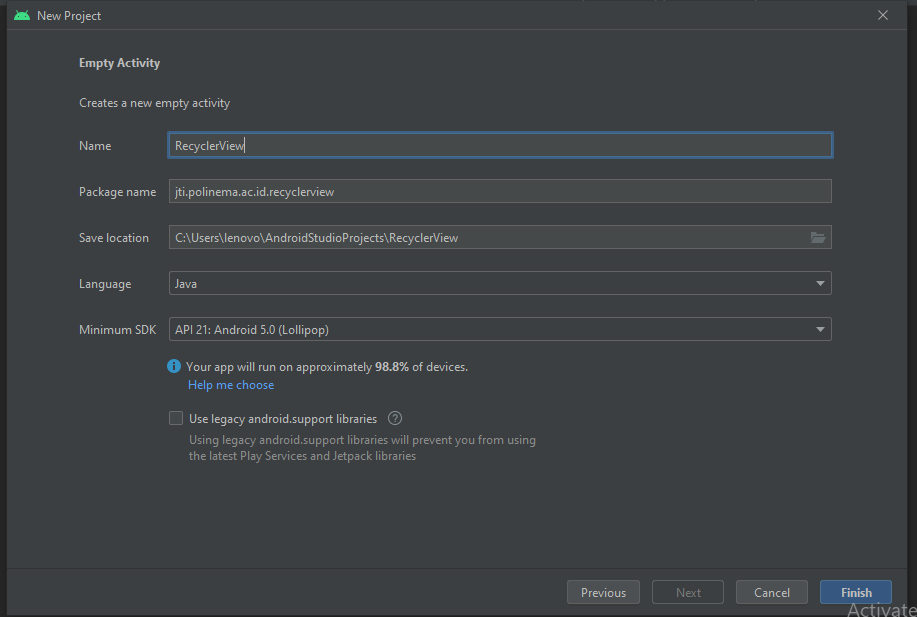 New Project
Empty Activity
Creates a new empty activity
Name RecyclerView
Package name jti.polinema.ac.id.recyclerview
Save location C:\Users\lenovo\AndroidStudioProjects\RecyclerView
Language Java
Minimum SDK API 21: Android 5.0 (Lollipop)
i Your app will run on approximately 98.8% of devices.
Help me choose
Use legacy android.support libraries ?
Using legacy android.support libraries will prevent you from using
the latest Play Services and Jetpack libraries
Previous Next Cancel Finish
Activate